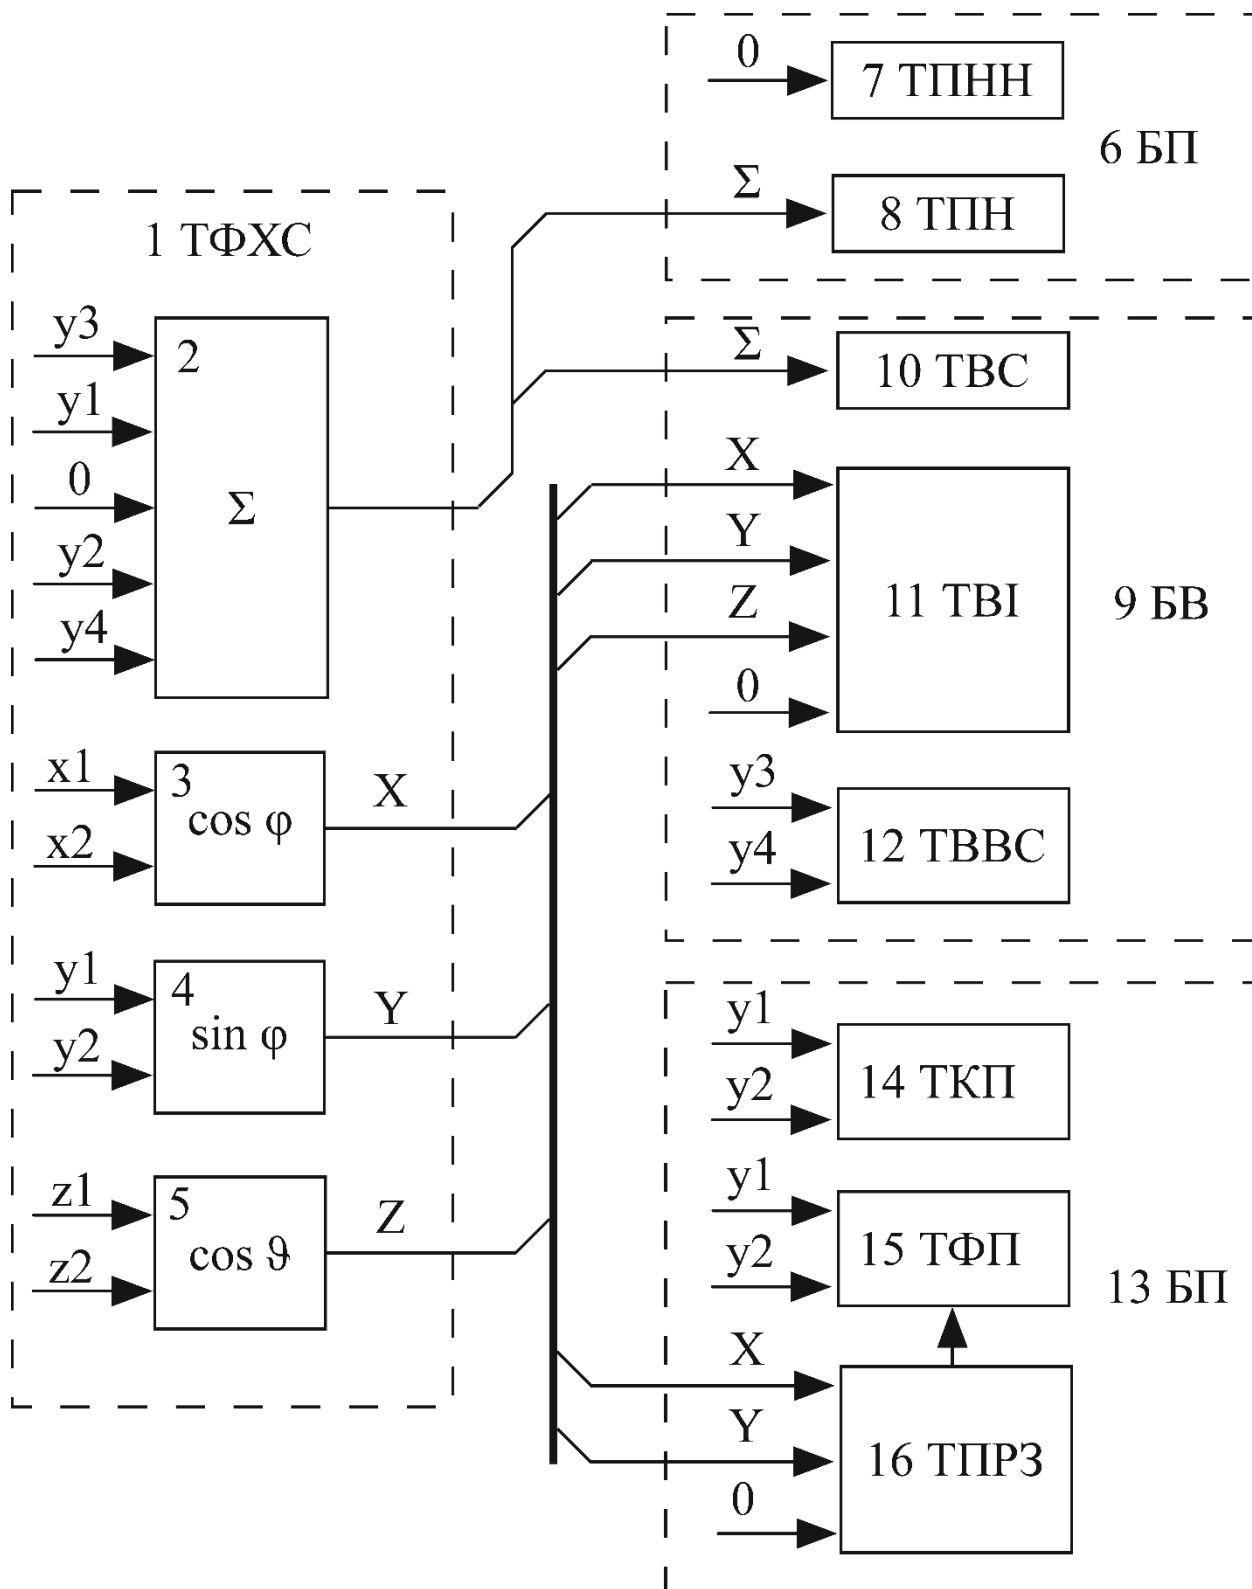 0
7 ТПНН
6 БП
Σ
8 ТПН
1 ТФХС
y3
y1
0
y2
y4
2
Σ
x1
x2
3
cos φ
X
y1
y2
4
sin φ
Y
z1
z2
5
cos ϑ
Z
Σ
10 ТВС
X
Y
Z
0
11 ТВІ
9 БВ
y3
y4
12 ТВВС
y1
y2
14 ТКП
y1
y2
15 ТФП
13 БП
X
Y
0
16 ТПРЗ